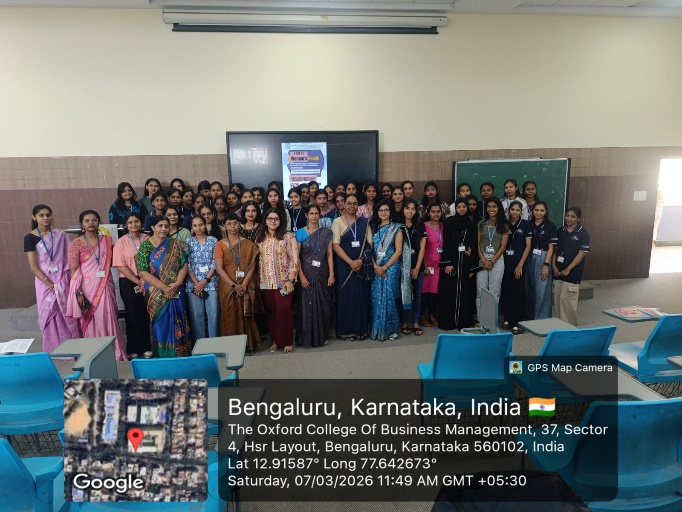 Women's Health
GPS Map Camera
Bengaluru, Karnataka, India
The Oxford College Of Business Management, 37, Sector
4, Hsr Layout, Bengaluru, Karnataka 560102, India
Lat 12.91587° Long 77.642673°
Saturday, 07/03/2026 11:49 AM GMT +05:30
Google